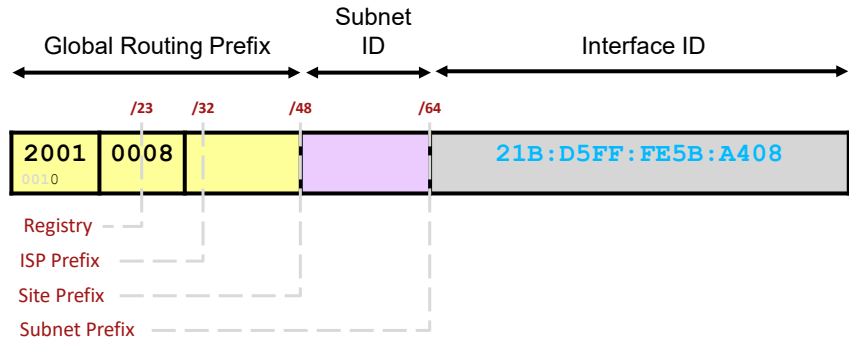 Global Routing Prefix
Subnet
ID
Interface ID
/23 /32 /48 /64
2001 0008 21B:D5FF:FE5B:A408
0010
Registry
ISP Prefix
Site Prefix
Subnet Prefix